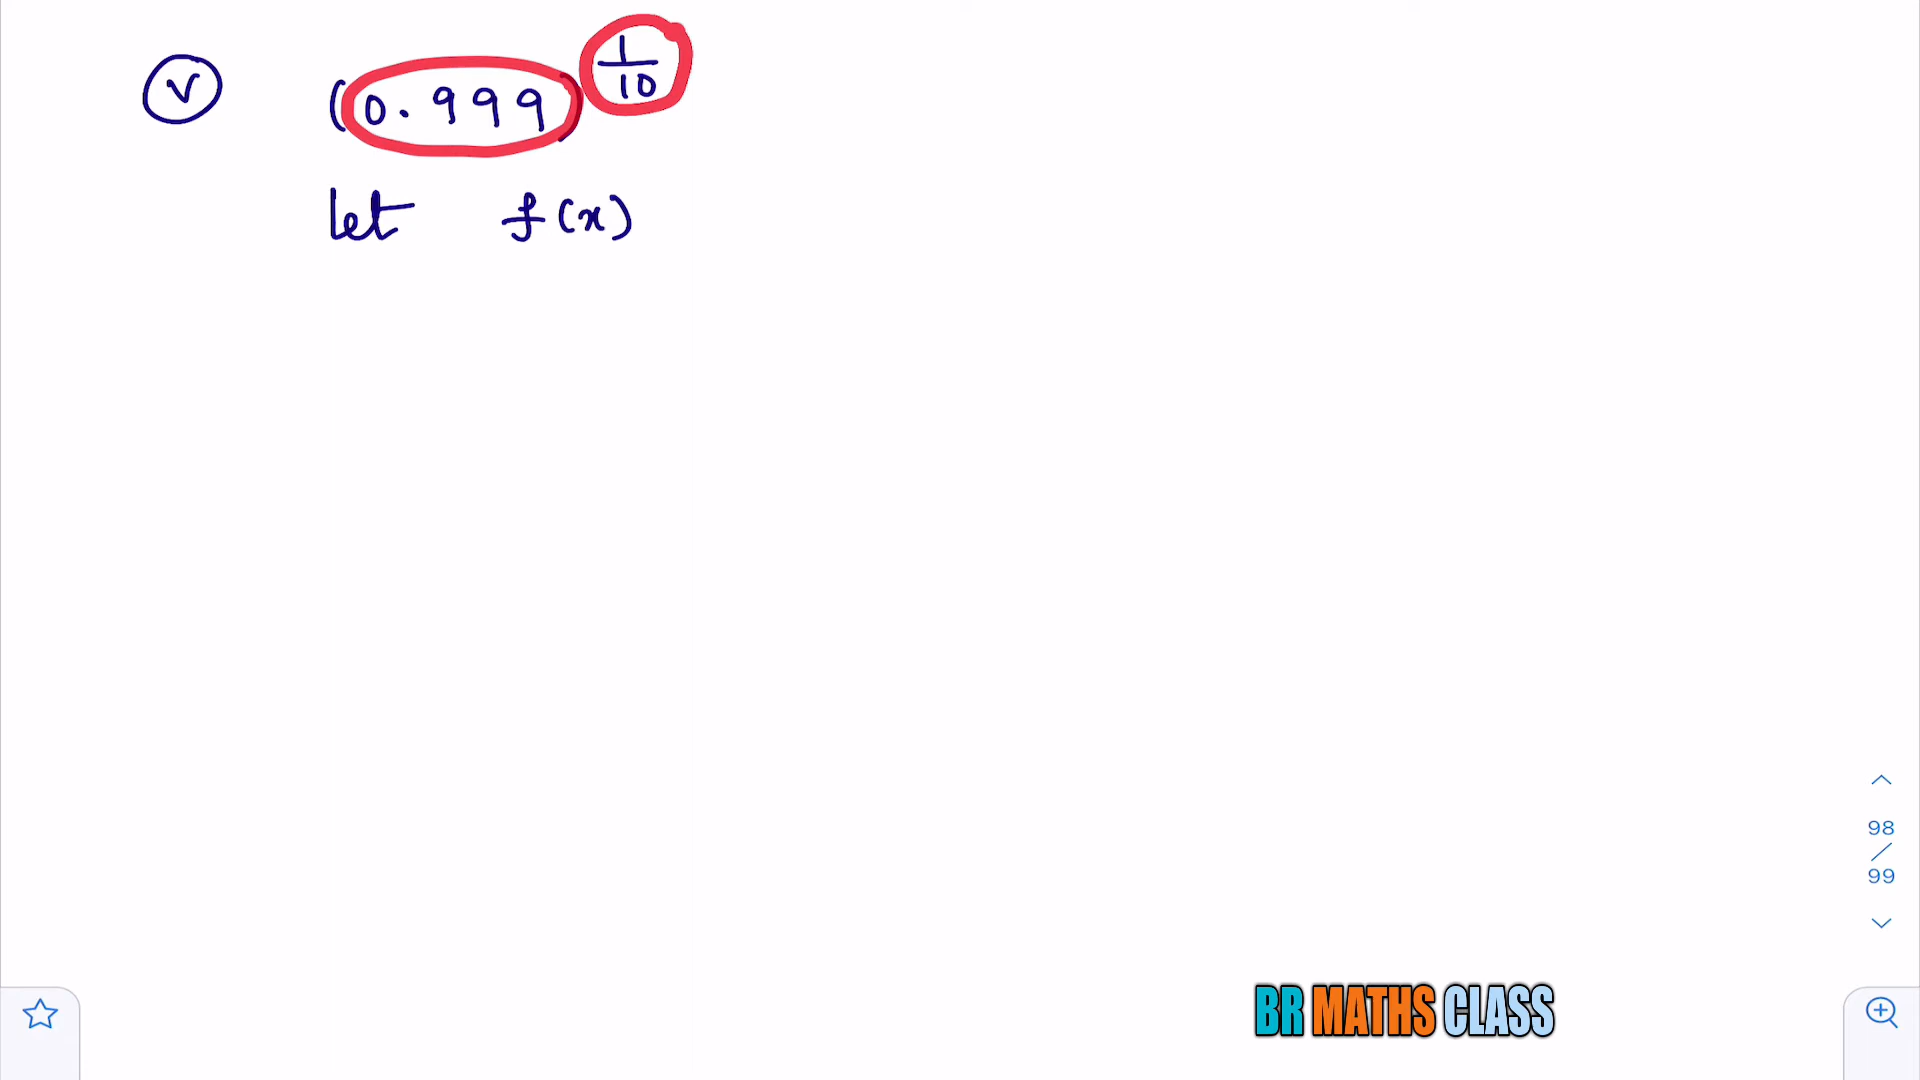 (v) (0.999)^(1/10)
let f(x)
98
/
99
BR MATHS CLASS